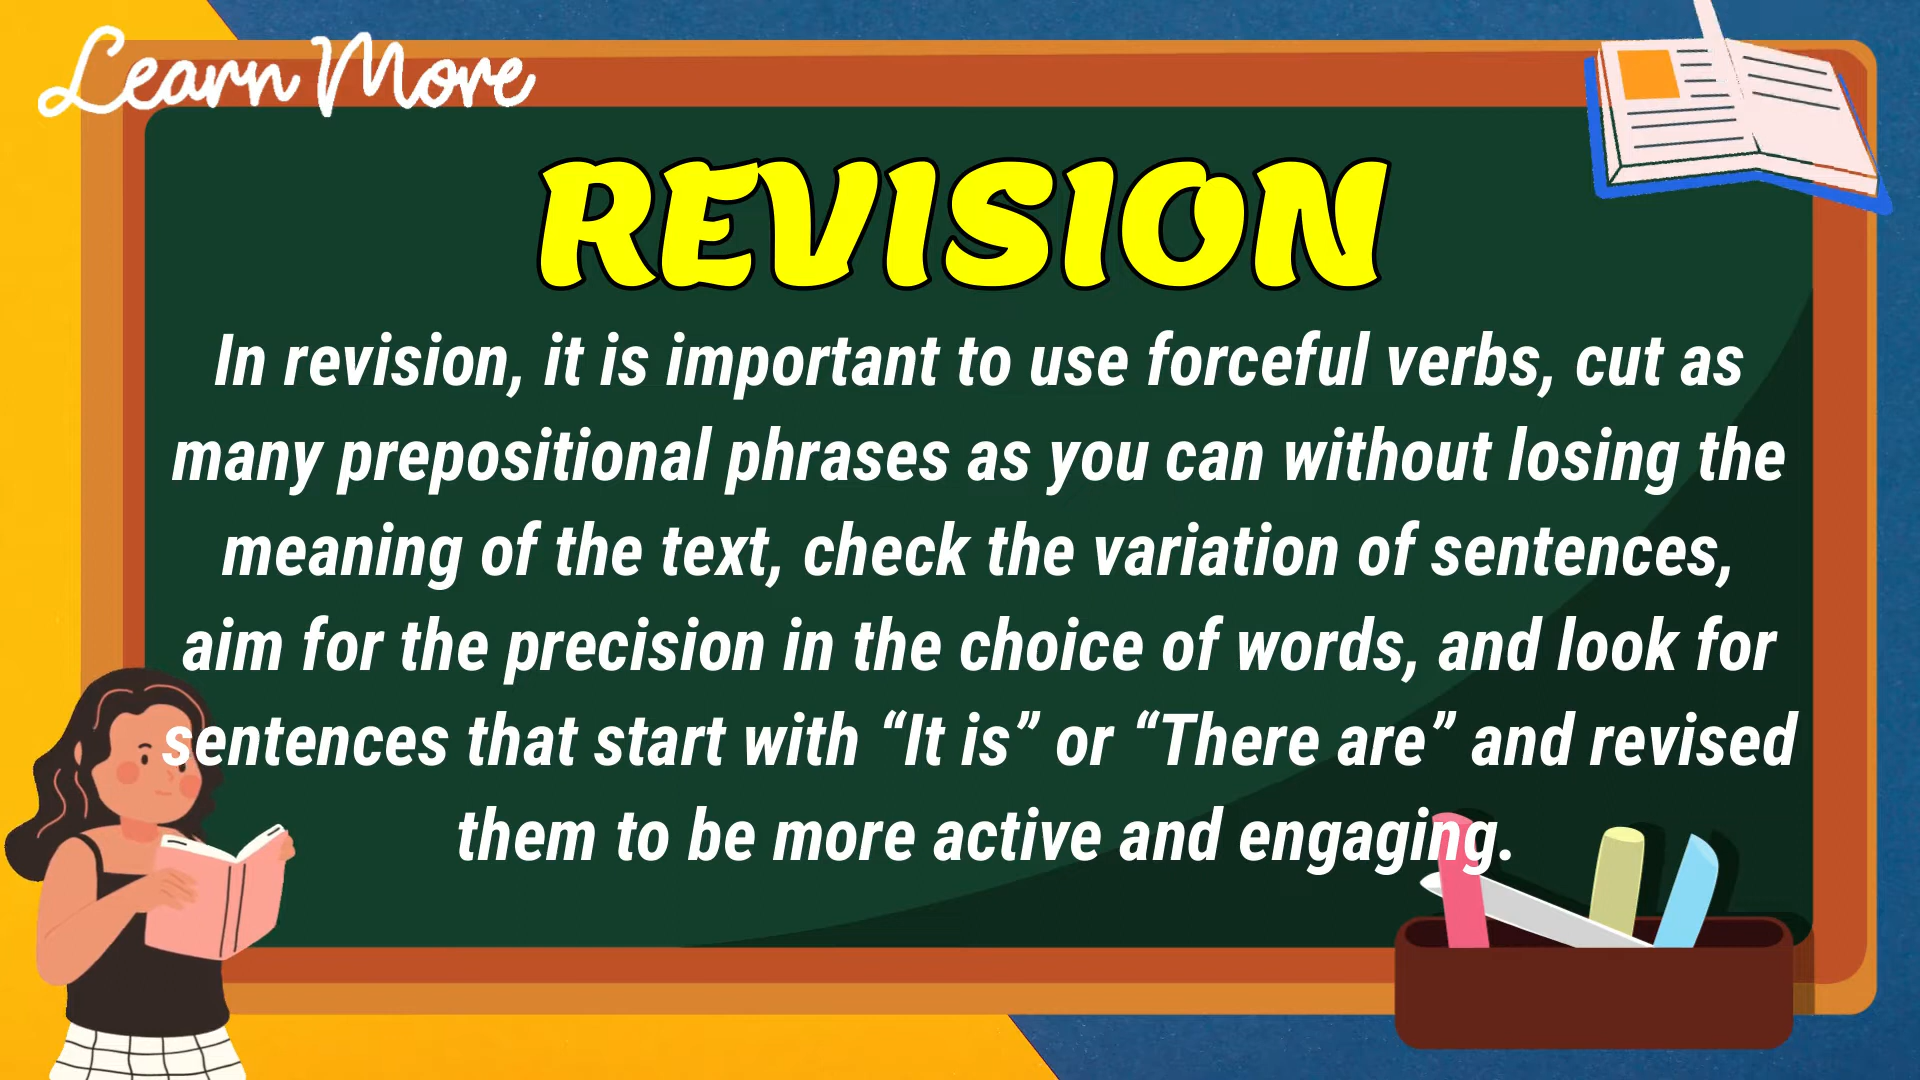 Learn More
REVISION
In revision, it is important to use forceful verbs, cut as
many prepositional phrases as you can without losing the
meaning of the text, check the variation of sentences,
aim for the precision in the choice of words, and look for
sentences that start with “It is” or “There are” and revised
them to be more active and engaging.